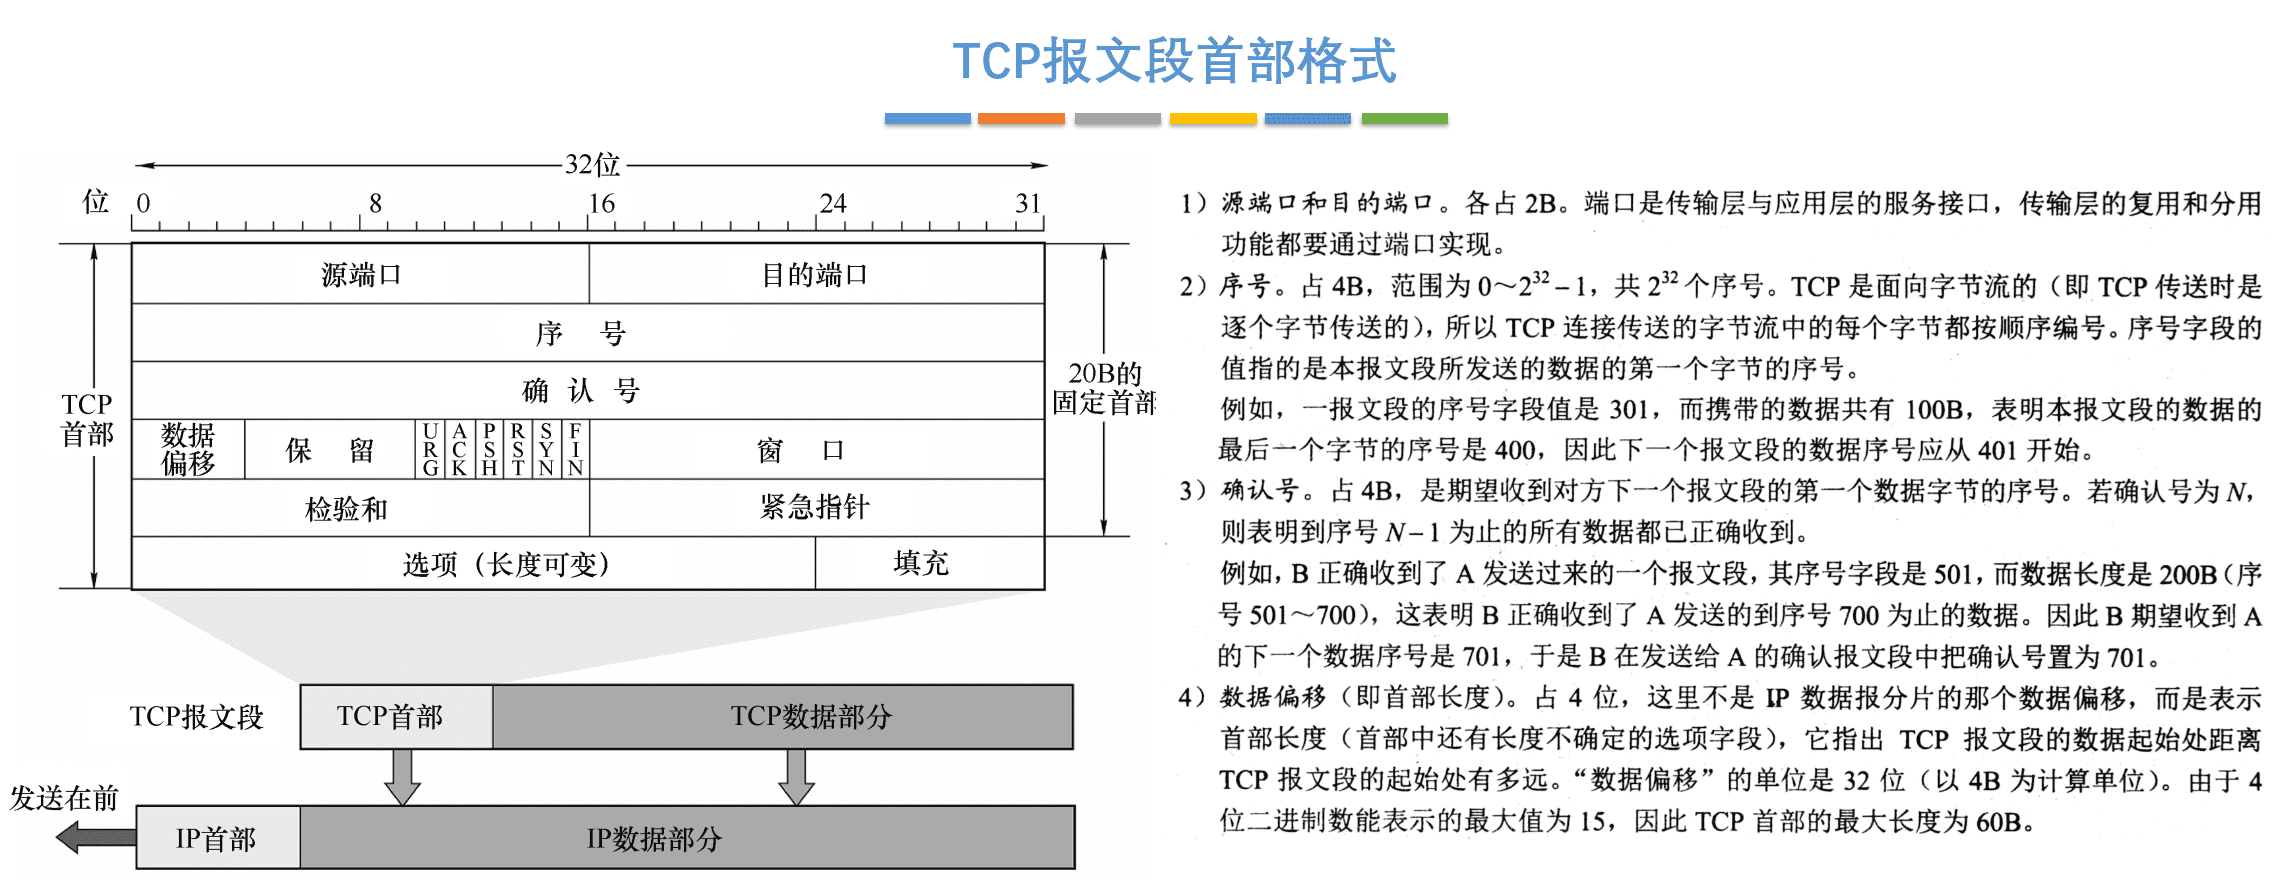 TCP报文段首部格式
32位
位 0 8 16 24 31
源端口 目的端口
序 号
确 认 号
20B的
固定首部
TCP
首部
数据
偏移
保 留
URG ACK PSH RST SYN FIN
窗 口
检验和 紧急指针
选项（长度可变） 填充
TCP报文段 TCP首部 TCP数据部分
发送在前
IP首部 IP数据部分
1）源端口和目的端口。各占 2B。端口是传输层与应用层的服务接口，传输层的复用和分用
功能都要通过端口实现。
2）序号。占 4B，范围为 0～2³²－1，共 2³² 个序号。TCP 是面向字节流的（即 TCP 传送时是
逐个字节传送的），所以 TCP 连接传送的字节流中的每个字节都按顺序编号。序号字段的
值指的是本报文段所发送的数据的第一个字节的序号。
例如，一报文段的序号字段值是 301，而携带的数据共有 100B，表明本报文段的数据的
最后一个字节的序号是 400，因此下一个报文段的数据序号应从 401 开始。
3）确认号。占 4B，是期望收到对方下一个报文段的第一个数据字节的序号。若确认号为 N，
则表明到序号 N－1 为止的所有数据都已正确收到。
例如，B 正确收到了 A 发送过来的一个报文段，其序号字段是 501，而数据长度是 200B（序
号 501～700），这表明 B 正确收到了 A 发送的到序号 700 为止的数据。因此 B 期望收到 A
的下一个数据序号是 701，于是 B 在发送给 A 的确认报文段中把确认号置为 701。
4）数据偏移（即首部长度）。占 4 位，这里不是 IP 数据报分片的那个数据偏移，而是表示
首部长度（首部中还有长度不确定的选项字段），它指出 TCP 报文段的数据起始处距离
TCP 报文段的起始处有多远。“数据偏移”的单位是 32 位（以 4B 为计算单位）。由于 4
位二进制数能表示的最大值为 15，因此 TCP 首部的最大长度为 60B。